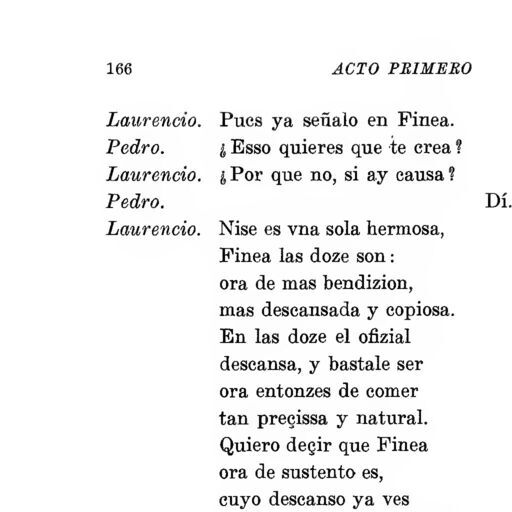 166 ACTO PRIMERO
Laurencio. Pues ya señalo en Finea.
Pedro. ¿Esso quieres que te crea?
Laurencio. ¿Por que no, si ay causa?
Pedro. Dí.
Laurencio. Nise es vna sola hermosa,
Finea las doze son:
ora de mas bendizion,
mas descansada y copiosa.
En las doze el ofizial
descansa, y bastale ser
ora entonzes de comer
tan preçissa y natural.
Quiero deçir que Finea
ora de sustento es,
cuyo descanso ya ves